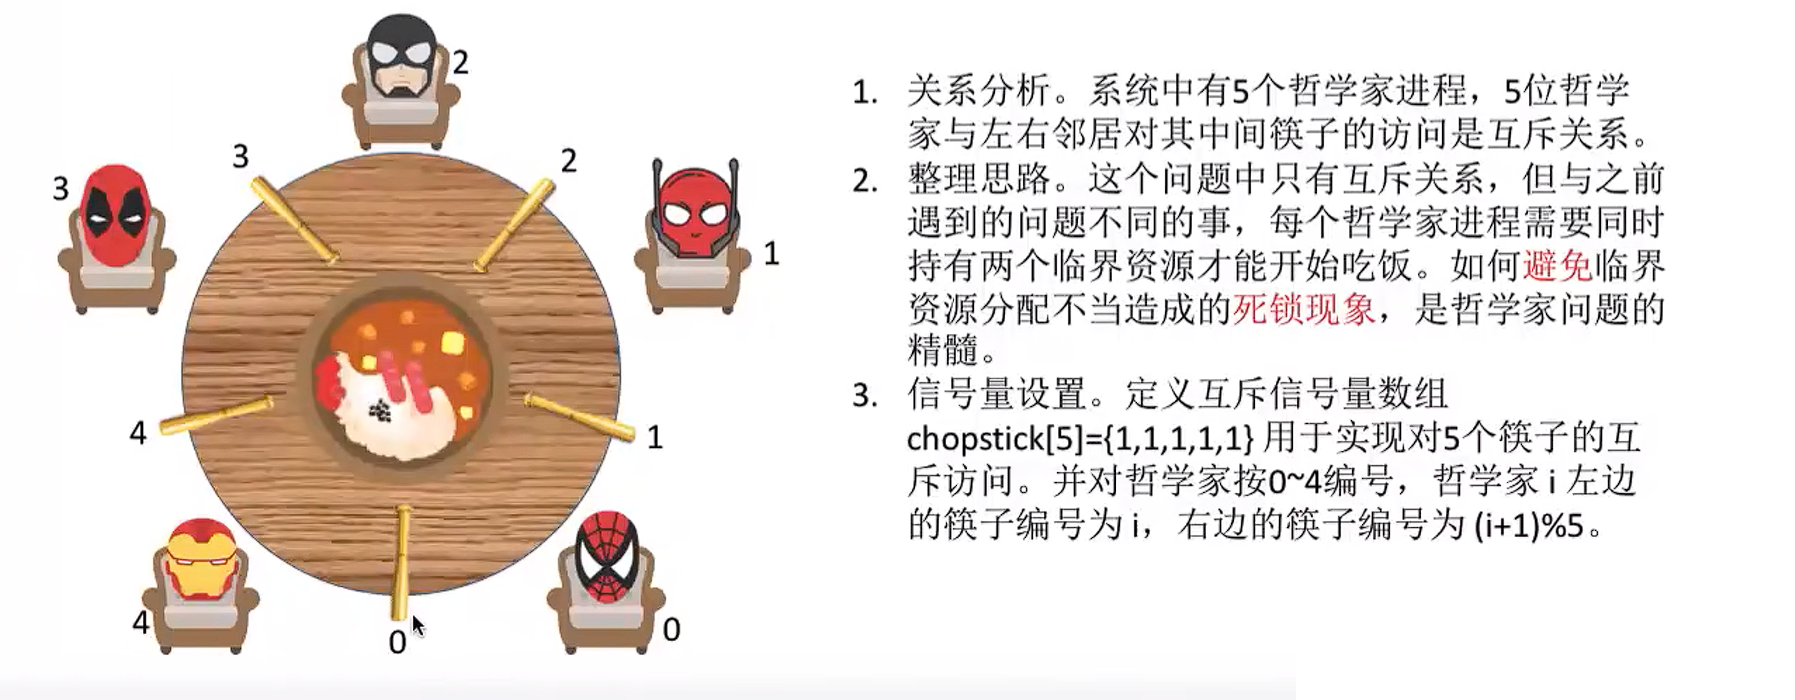 2
3
2
3
1
4
1
4
0
0
1. 关系分析。系统中有5个哲学家进程，5位哲学
家与左右邻居对其中间筷子的访问是互斥关系。
2. 整理思路。这个问题中只有互斥关系，但与之前
遇到的问题不同的事，每个哲学家进程需要同时
持有两个临界资源才能开始吃饭。如何避免临界
资源分配不当造成的死锁现象，是哲学家问题的
精髓。
3. 信号量设置。定义互斥信号量数组
chopstick[5]={1,1,1,1,1} 用于实现对5个筷子的互
斥访问。并对哲学家按0~4编号，哲学家 i 左边
的筷子编号为 i，右边的筷子编号为 (i+1)%5。